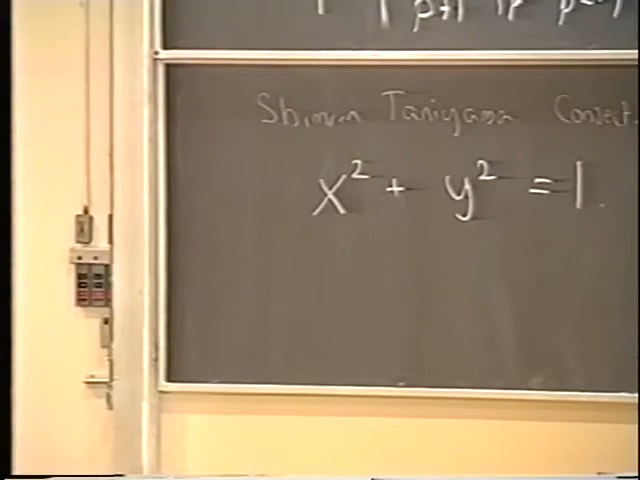 Shimura Taniyama Conject
x² + y² = 1.